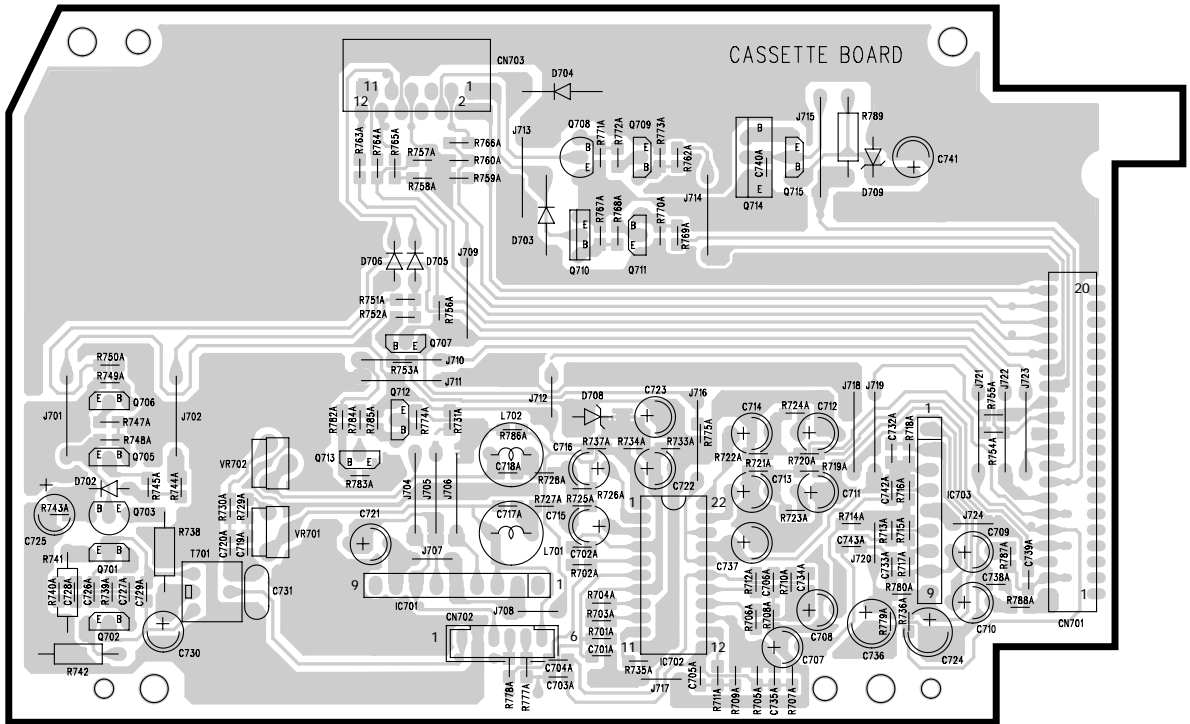 CASSETTE BOARD
CN703
D704
11
1
12
2
R763A
R764A
R765A
R757A
R758A
R766A
R760A
R759A
J713
Q708
B
E
R771A
R772A
Q709
E
B
R773A
R762A
B
C740A
E
Q714
J715
E
B
Q715
R789
D709
C741
D703
E
B
Q710
R767A
R768A
B
E
Q711
R770A
R769A
J714
D706
D705
J709
R751A
R752A
R756A
B E
Q707
R753A
J710
J711
20
1
CN701
R750A
R749A
E B
Q706
R747A
R748A
E B
Q705
J701
J702
D702
R745A
R744A
R743A
C725
B E
Q703
R741
E B
Q701
R740A
C728A
C726A
R739A
C727A
C729A
E B
Q702
R742
R738
T701
C730
C731
VR702
VR701
R730A
R729A
C720A
C719A
R782A
R784A
R785A
Q712
E
B
R774A
R731A
Q713
B E
R783A
J704
J705
J706
C721
J707
9
1
IC701
J708
CN702
1
6
R778A
R777A
C704A
C703A
L702
R786A
C718A
C717A
L701
J712
D708
C716
R737A
R734A
R733A
C723
J716
R775A
R728A
R727A
R725A
R726A
C715
C722
C702A
R702A
R704A
R703A
R701A
C701A
1
22
11
12
IC702
R735A
J717
C705A
R711A
R709A
R705A
C735A
R707A
C714
R724A
C712
R722A
R721A
R720A
R719A
C713
C711
R723A
C737
R712A
C706A
R710A
C734A
R706A
R708A
C708
C707
J718
J719
C732A
R718A
1
C742A
R716A
IC703
R714A
R713A
R715A
C743A
J720
C733A
R717A
R780A
R736A
R779A
9
C736
C724
J721
J722
J723
R755A
R754A
J724
C709
R787A
C739A
C738A
R788A
C710